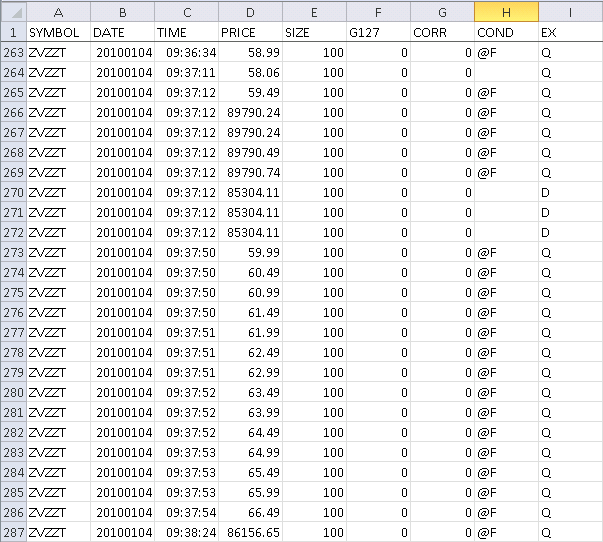 A B C D E F G H I
1 SYMBOL DATE TIME PRICE SIZE G127 CORR COND EX
263 ZVZZT 20100104 09:36:34 58.99 100 0 0 @F Q
264 ZVZZT 20100104 09:37:11 58.06 100 0 0 Q
265 ZVZZT 20100104 09:37:12 59.49 100 0 0 @F Q
266 ZVZZT 20100104 09:37:12 89790.24 100 0 0 @F Q
267 ZVZZT 20100104 09:37:12 89790.24 100 0 0 @F Q
268 ZVZZT 20100104 09:37:12 89790.49 100 0 0 @F Q
269 ZVZZT 20100104 09:37:12 89790.74 100 0 0 @F Q
270 ZVZZT 20100104 09:37:12 85304.11 100 0 0 D
271 ZVZZT 20100104 09:37:12 85304.11 100 0 0 D
272 ZVZZT 20100104 09:37:12 85304.11 100 0 0 D
273 ZVZZT 20100104 09:37:50 59.99 100 0 0 @F Q
274 ZVZZT 20100104 09:37:50 60.49 100 0 0 @F Q
275 ZVZZT 20100104 09:37:50 60.99 100 0 0 @F Q
276 ZVZZT 20100104 09:37:50 61.49 100 0 0 @F Q
277 ZVZZT 20100104 09:37:51 61.99 100 0 0 @F Q
278 ZVZZT 20100104 09:37:51 62.49 100 0 0 @F Q
279 ZVZZT 20100104 09:37:51 62.99 100 0 0 @F Q
280 ZVZZT 20100104 09:37:52 63.49 100 0 0 @F Q
281 ZVZZT 20100104 09:37:52 63.99 100 0 0 @F Q
282 ZVZZT 20100104 09:37:52 64.49 100 0 0 @F Q
283 ZVZZT 20100104 09:37:53 64.99 100 0 0 @F Q
284 ZVZZT 20100104 09:37:53 65.49 100 0 0 @F Q
285 ZVZZT 20100104 09:37:53 65.99 100 0 0 @F Q
286 ZVZZT 20100104 09:37:54 66.49 100 0 0 @F Q
287 ZVZZT 20100104 09:38:24 86156.65 100 0 0 @F Q